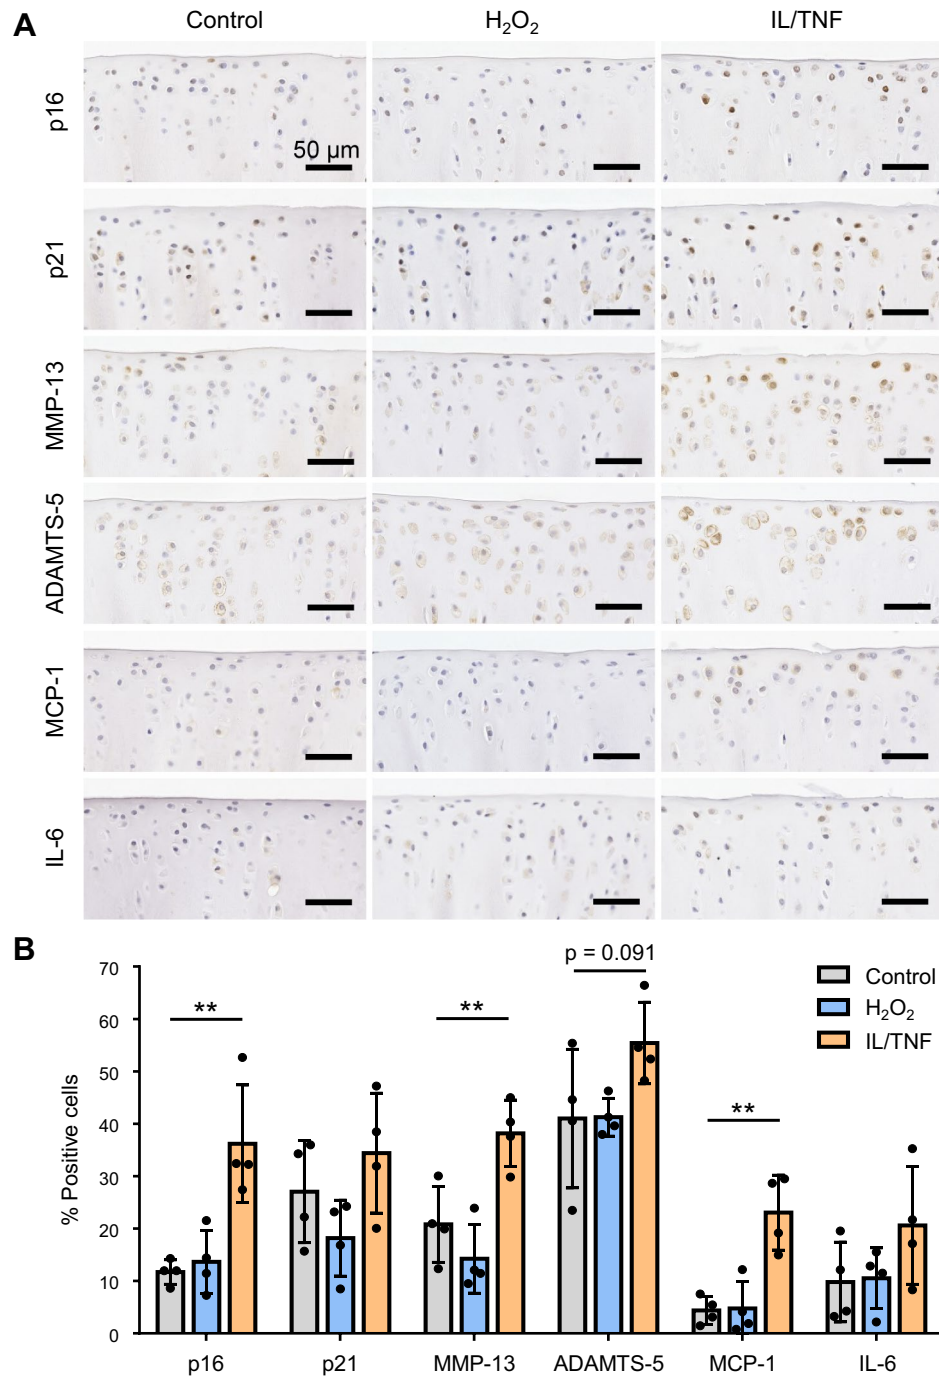 A
Control
H₂O₂
IL/TNF
p16
50 µm
p21
MMP-13
ADAMTS-5
MCP-1
IL-6
B
% Positive cells
70
60
50
40
30
20
10
0
**
**
p = 0.091
**
Control
H₂O₂
IL/TNF
p16
p21
MMP-13
ADAMTS-5
MCP-1
IL-6